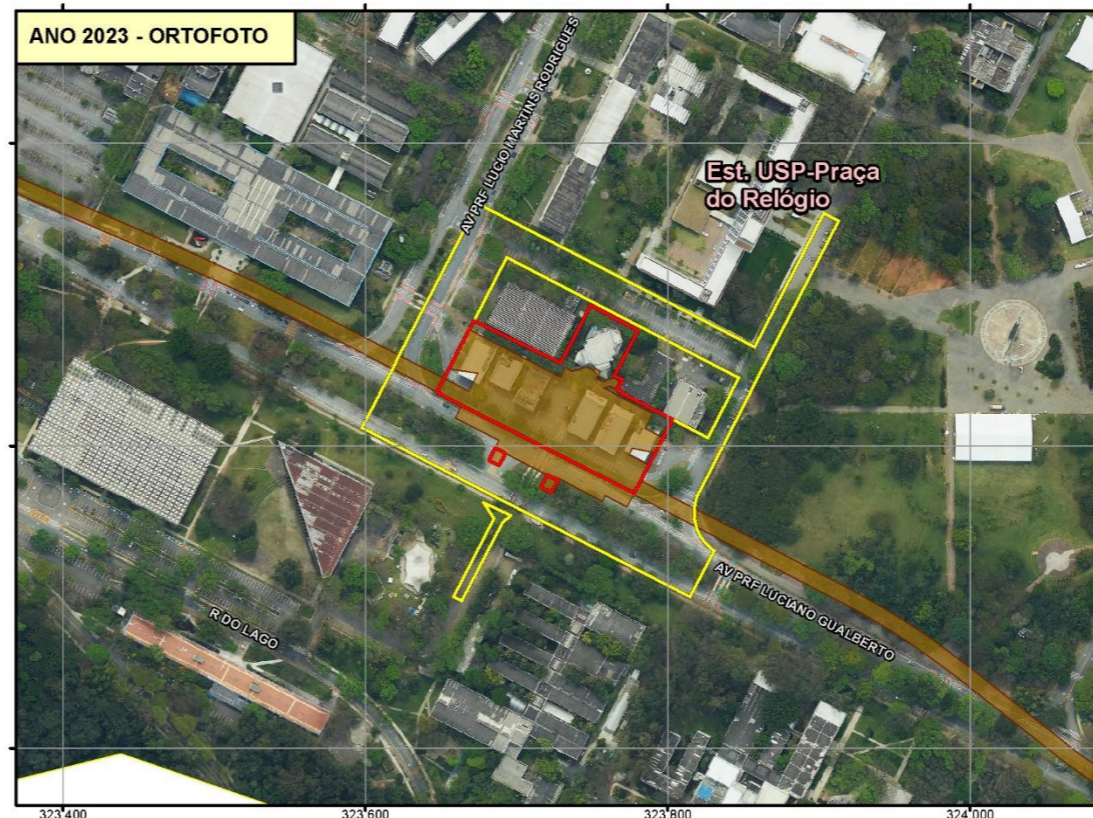 ANO 2023 - ORTOFOTO
AV PRF LUCIO MARTINS RODRIGUES
Est. USP-Praça
do Relógio
AV PRF LUCIANO GUALBERTO
R DO LAGO
323.400
323.600
323.800
324.000